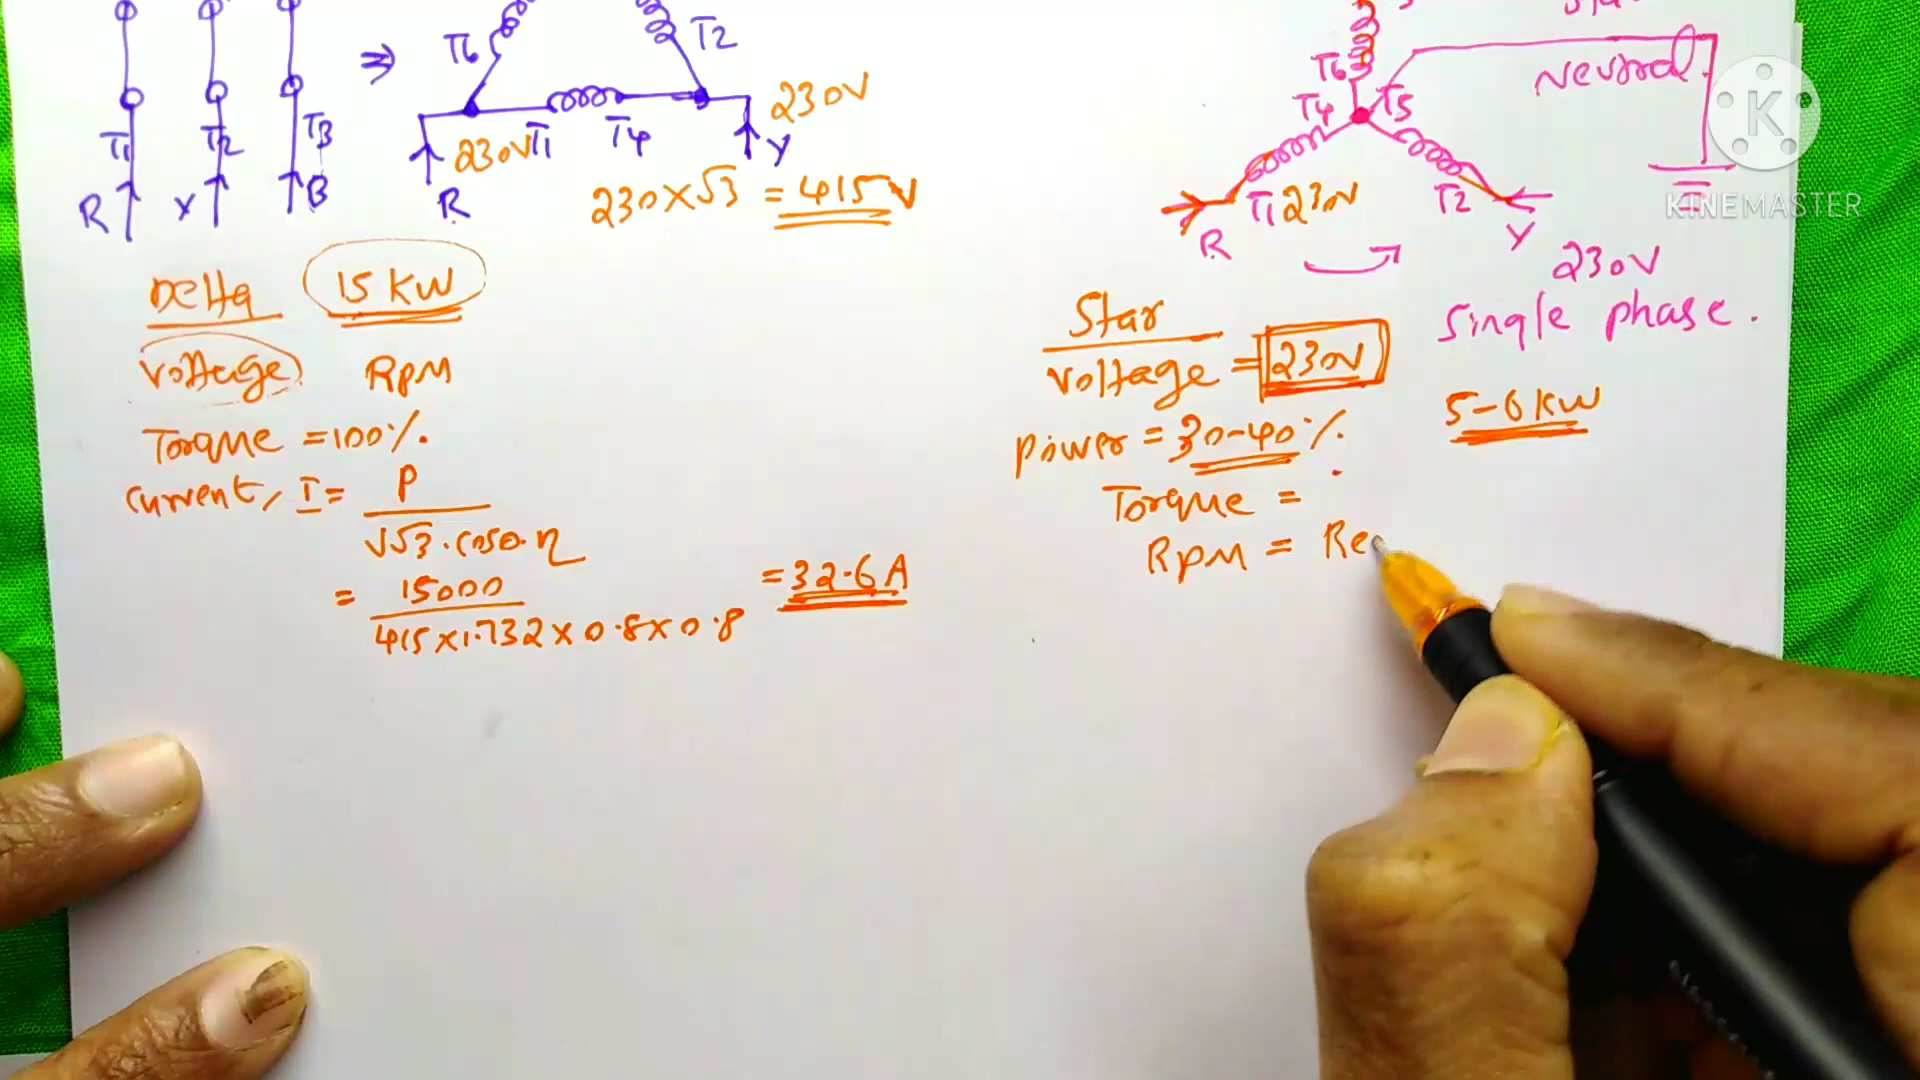 T6
T2
230V
T1
T2
T3
230V
T1
T4
Y
R
Y
B
R
230×√3 = 415V
Delta
15 KW
Voltage
RPM
Torque = 100%.
Current, I = P
√3.cosθ.η
= 15000
415×1.732×0.8×0.8
= 32.6 A
Neutral
T6
T4
T5
K
KINEMASTER
T1
230V
T2
R
Y
230V
Single phase.
Star
Voltage = 230V
5-6 KW
Power = 30-40%.
Torque =
RPM = Re